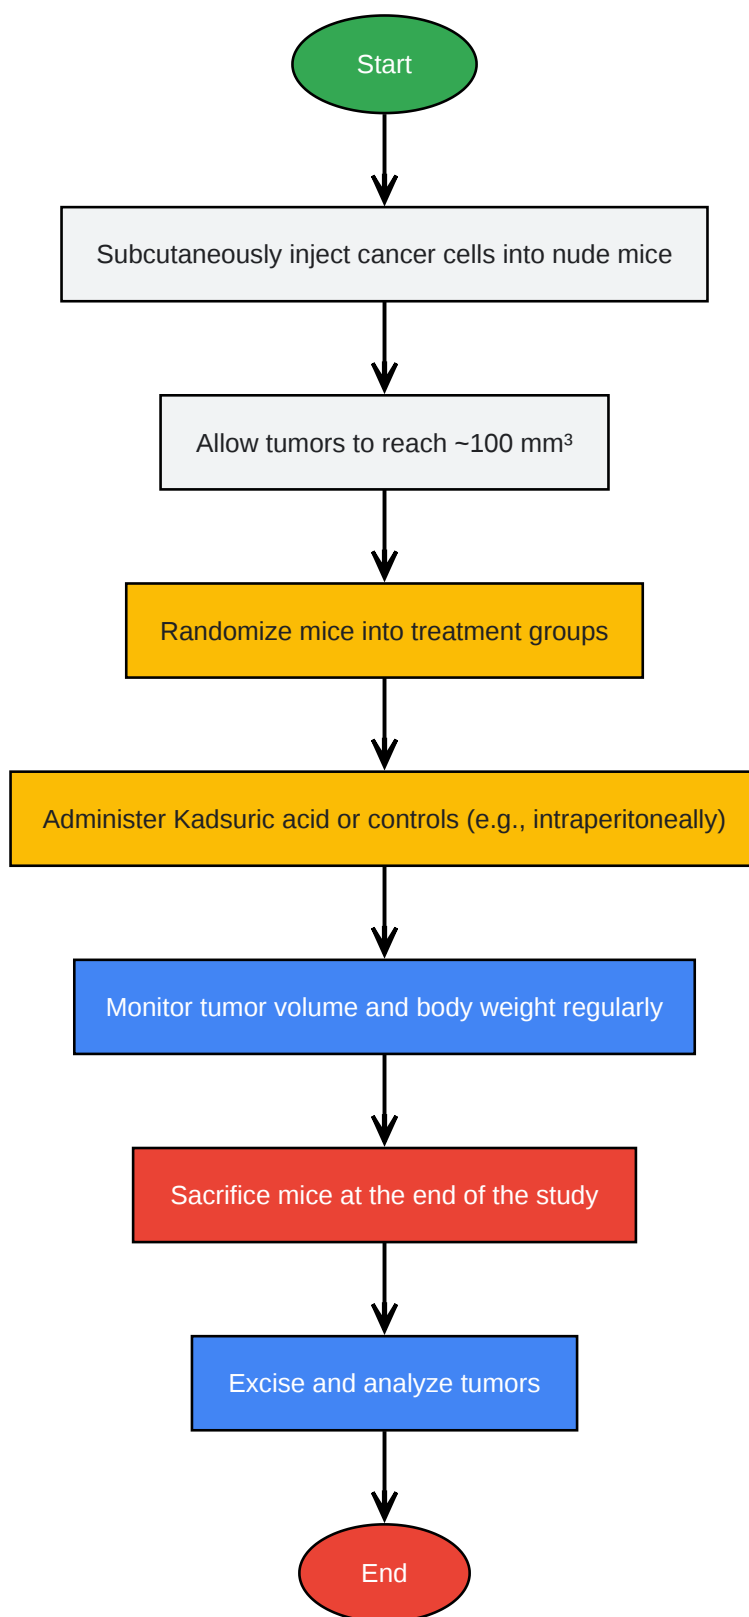 Start
Subcutaneously inject cancer cells into nude mice
Allow tumors to reach ~100 mm³
Randomize mice into treatment groups
Administer Kadsuric acid or controls (e.g., intraperitoneally)
Monitor tumor volume and body weight regularly
Sacrifice mice at the end of the study
Excise and analyze tumors
End